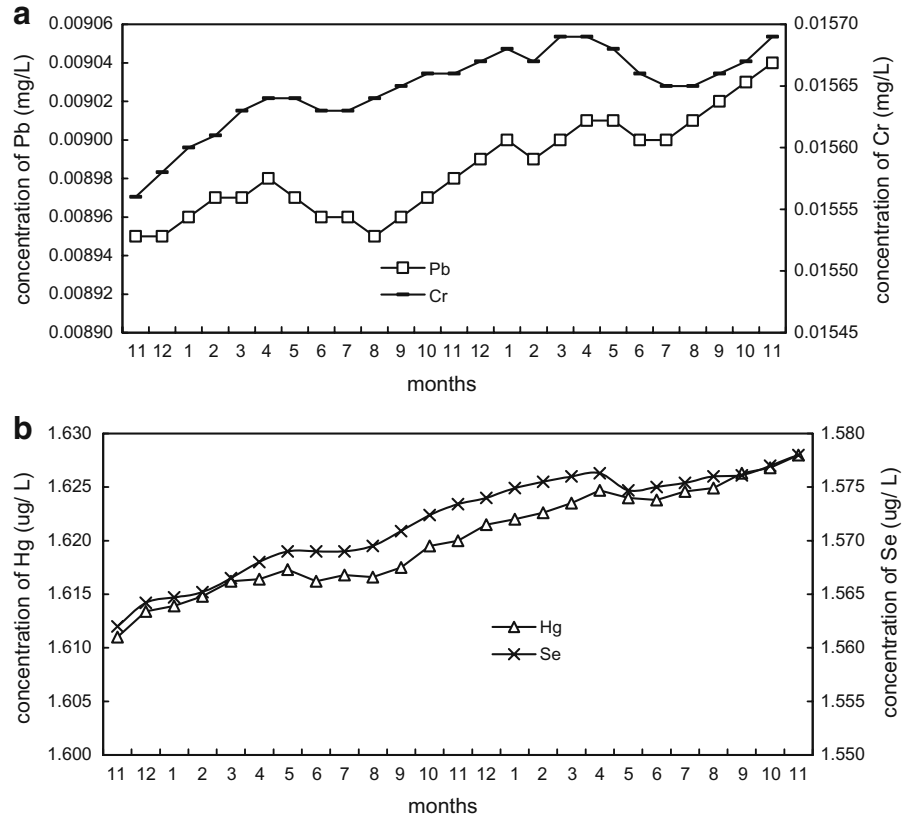 a
0.00906
0.00904
0.00902
0.00900
0.00898
0.00896
0.00894
0.00892
0.00890
concentration of Pb (mg/L)
0.01570
0.01565
0.01560
0.01555
0.01550
0.01545
concentration of Cr (mg/L)
Pb
Cr
11 12 1 2 3 4 5 6 7 8 9 10 11 12 1 2 3 4 5 6 7 8 9 10 11
months
b
1.630
1.625
1.620
1.615
1.610
1.605
1.600
concentration of Hg (ug/ L)
1.580
1.575
1.570
1.565
1.560
1.555
1.550
concentration of Se (ug/ L)
Hg
Se
11 12 1 2 3 4 5 6 7 8 9 10 11 12 1 2 3 4 5 6 7 8 9 10 11
months